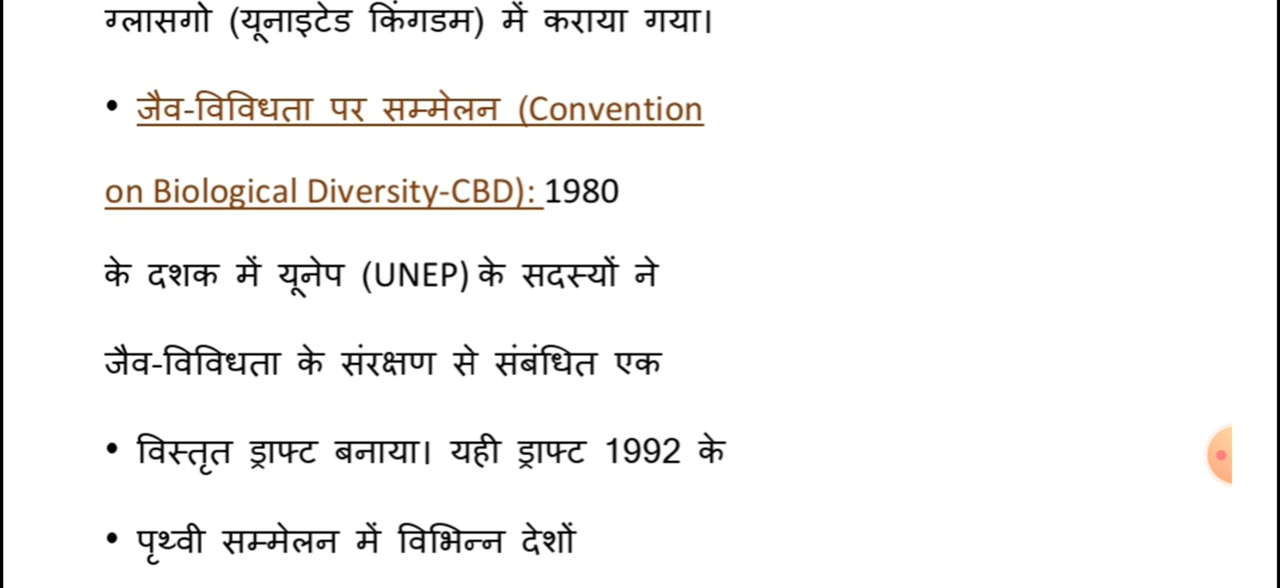 ग्लासगो (यूनाइटेड किंगडम) में कराया गया।
• जैव-विविधता पर सम्मेलन (Convention
on Biological Diversity-CBD): 1980
के दशक में यूनेप (UNEP) के सदस्यों ने
जैव-विविधता के संरक्षण से संबंधित एक
• विस्तृत ड्राफ्ट बनाया। यही ड्राफ्ट 1992 के
• पृथ्वी सम्मेलन में विभिन्न देशों